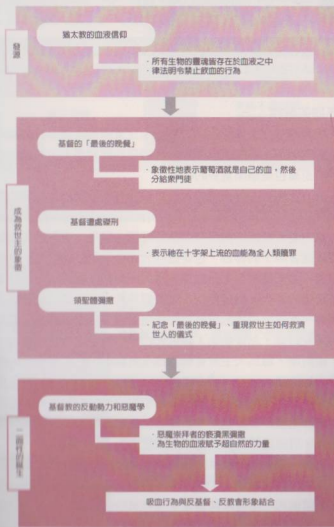 發源
猶太教的血液信仰
・所有生物的靈魂皆存在於血液之中
・律法明令禁止飲血的行為
成為救世主的象徵
基督的「最後的晚餐」
・象徵性地表示葡萄酒就是自己的血，然後
分給眾門徒
基督遭處磔刑
・表示祂在十字架上流的血能為全人類贖罪
領聖體彌撒
・紀念「最後的晚餐」、重現救世主如何救濟
世人的儀式
二面性的誕生
基督教的反動勢力和惡魔學
・惡魔崇拜者的褻瀆黑彌撒
・為生物的血液賦予超自然的力量
吸血行為與反基督、反教會形象結合